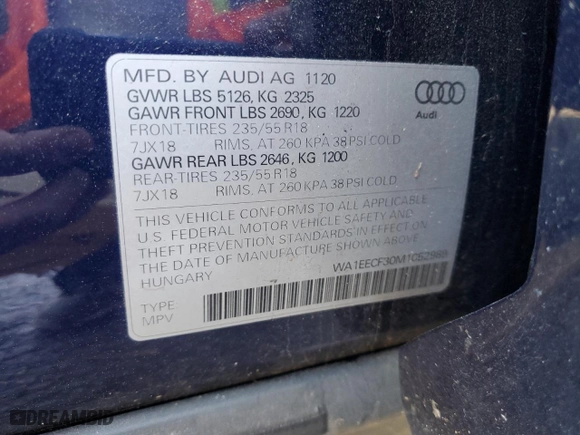 MFD. BY AUDI AG 1120
GVWR LBS 5126, KG 2325
GAWR FRONT LBS 2690, KG 1220
FRONT-TIRES 235/55 R18
7JX18 RIMS, AT 260 KPA 38 PSI COLD
GAWR REAR LBS 2646, KG 1200
REAR-TIRES 235/55 R18
7JX18 RIMS, AT 260 KPA 38 PSI COLD
Audi
THIS VEHICLE CONFORMS TO ALL APPLICABLE
U.S. FEDERAL MOTOR VEHICLE SAFETY AND
THEFT PREVENTION STANDARDS IN EFFECT ON
THE DATE OF MANUFACTURE SHOWN ABOVE.
HUNGARY
TYPE
MPV
DREAMBID